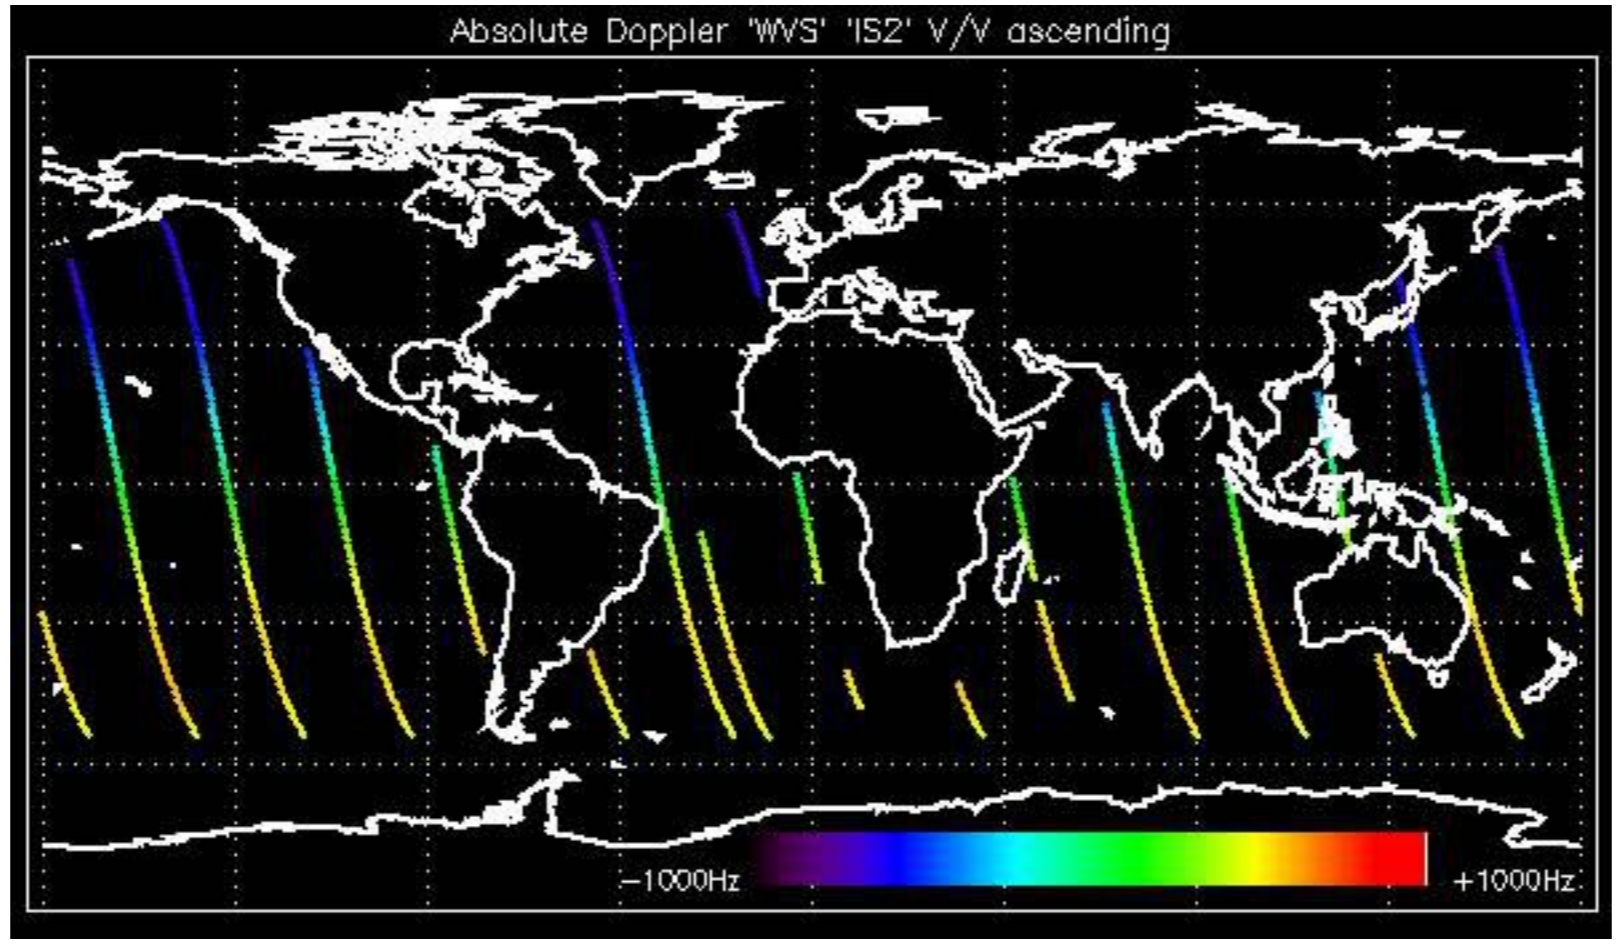 Absolute Doppler 'WVS' 'IS2' V/V ascending
−1000Hz +1000Hz